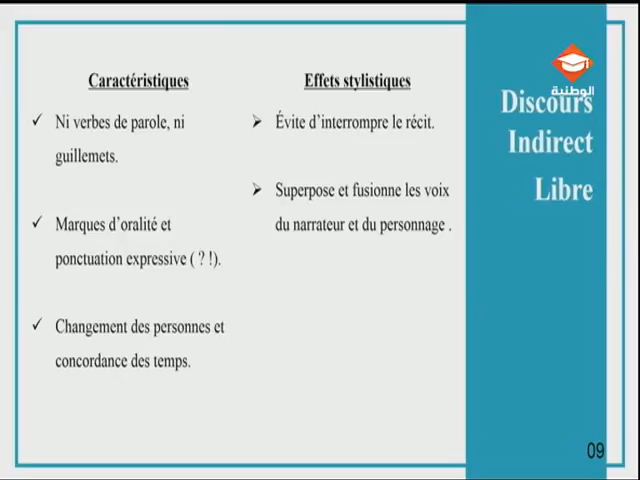 Caractéristiques
✓ Ni verbes de parole, ni
guillemets.
✓ Marques d’oralité et
ponctuation expressive ( ? !).
✓ Changement des personnes et
concordance des temps.
Effets stylistiques
➢ Évite d’interrompre le récit.
➢ Superpose et fusionne les voix
du narrateur et du personnage .
الوطنية
Discours
Indirect
Libre
09